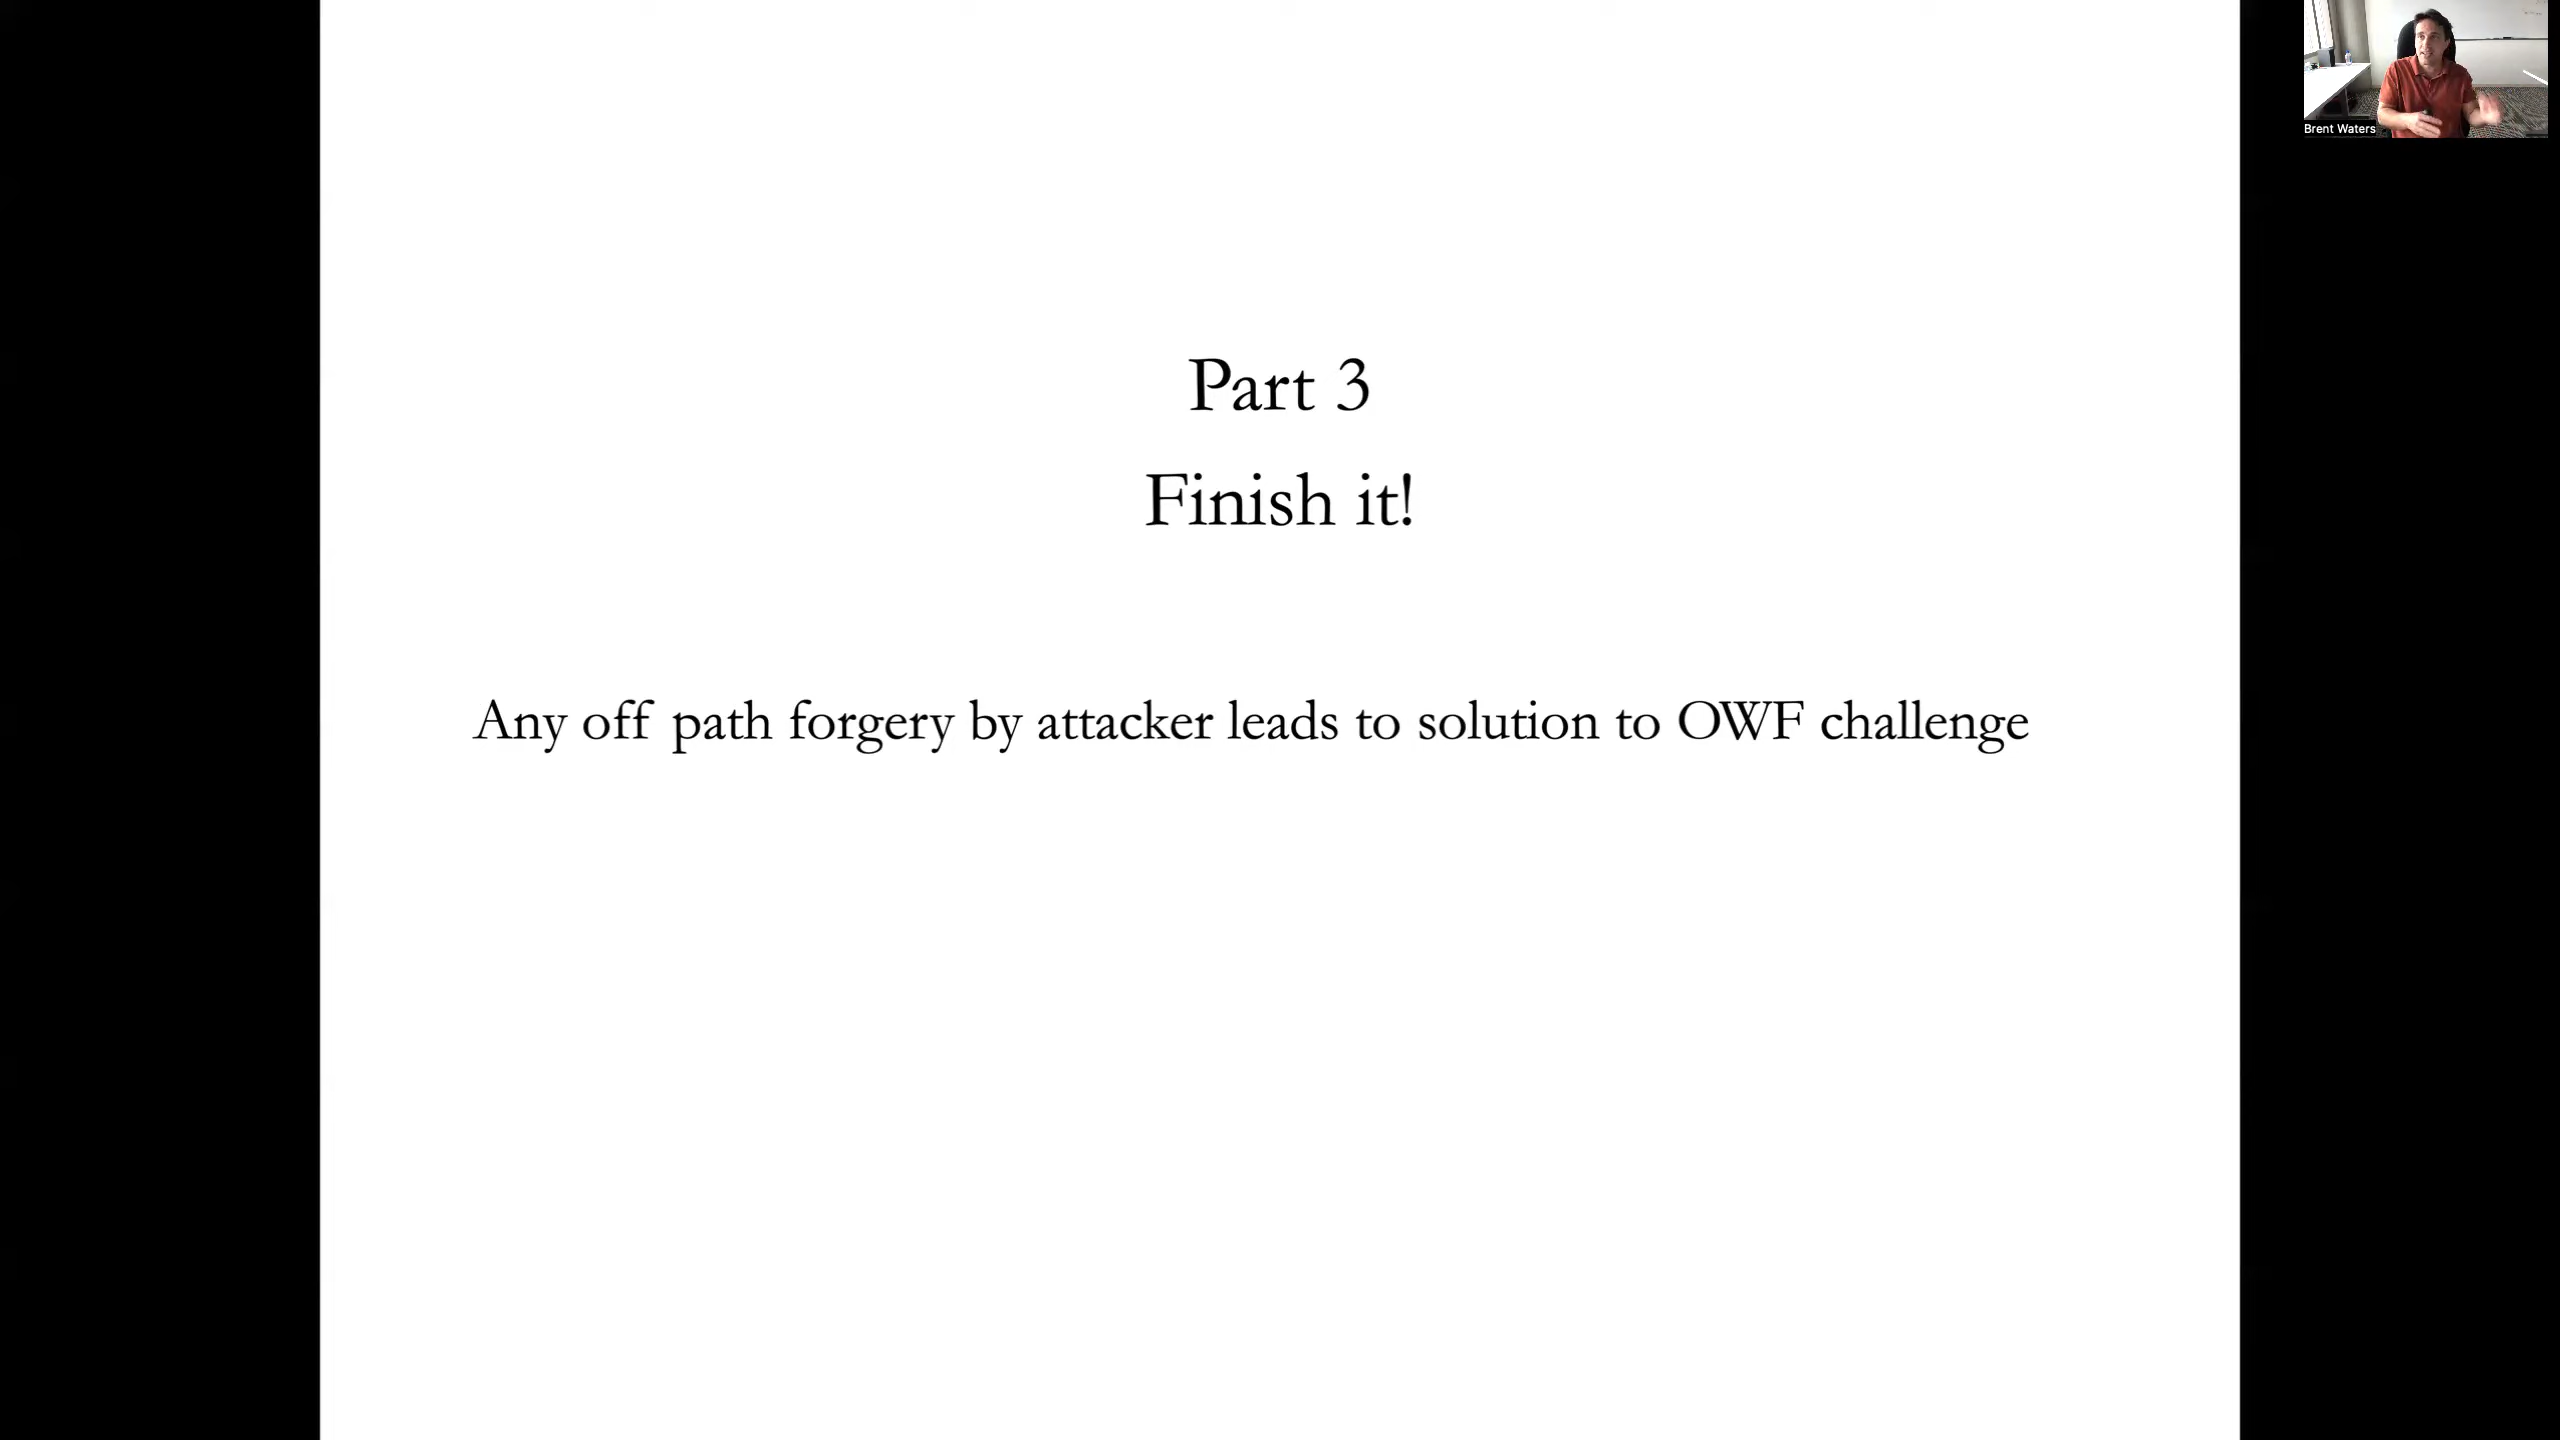 Part 3
Finish it!
Any off path forgery by attacker leads to solution to OWF challenge
Brent Waters